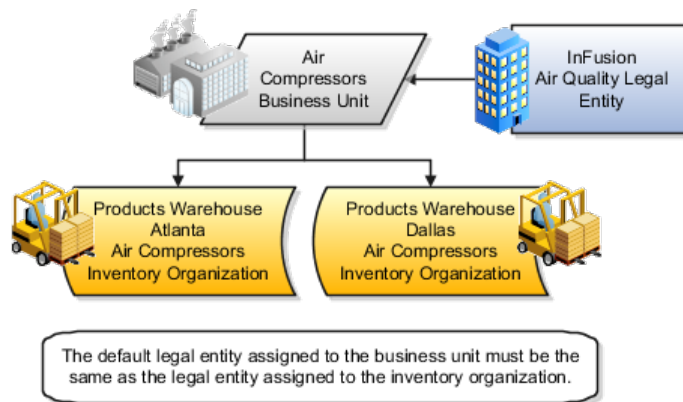 Air
Compressors
Business Unit
InFusion
Air Quality Legal
Entity
Products Warehouse
Atlanta
Air Compressors
Inventory Organization
Products Warehouse
Dallas
Air Compressors
Inventory Organization
The default legal entity assigned to the business unit must be the
same as the legal entity assigned to the inventory organization.